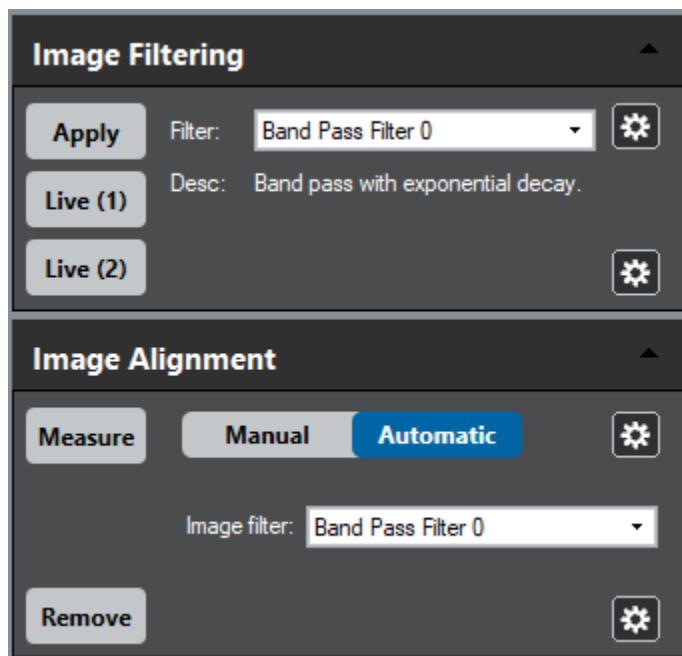 Image Filtering
Apply Filter: Band Pass Filter 0
Live (1) Desc: Band pass with exponential decay.
Live (2)
Image Alignment
Measure Manual Automatic
Image filter: Band Pass Filter 0
Remove